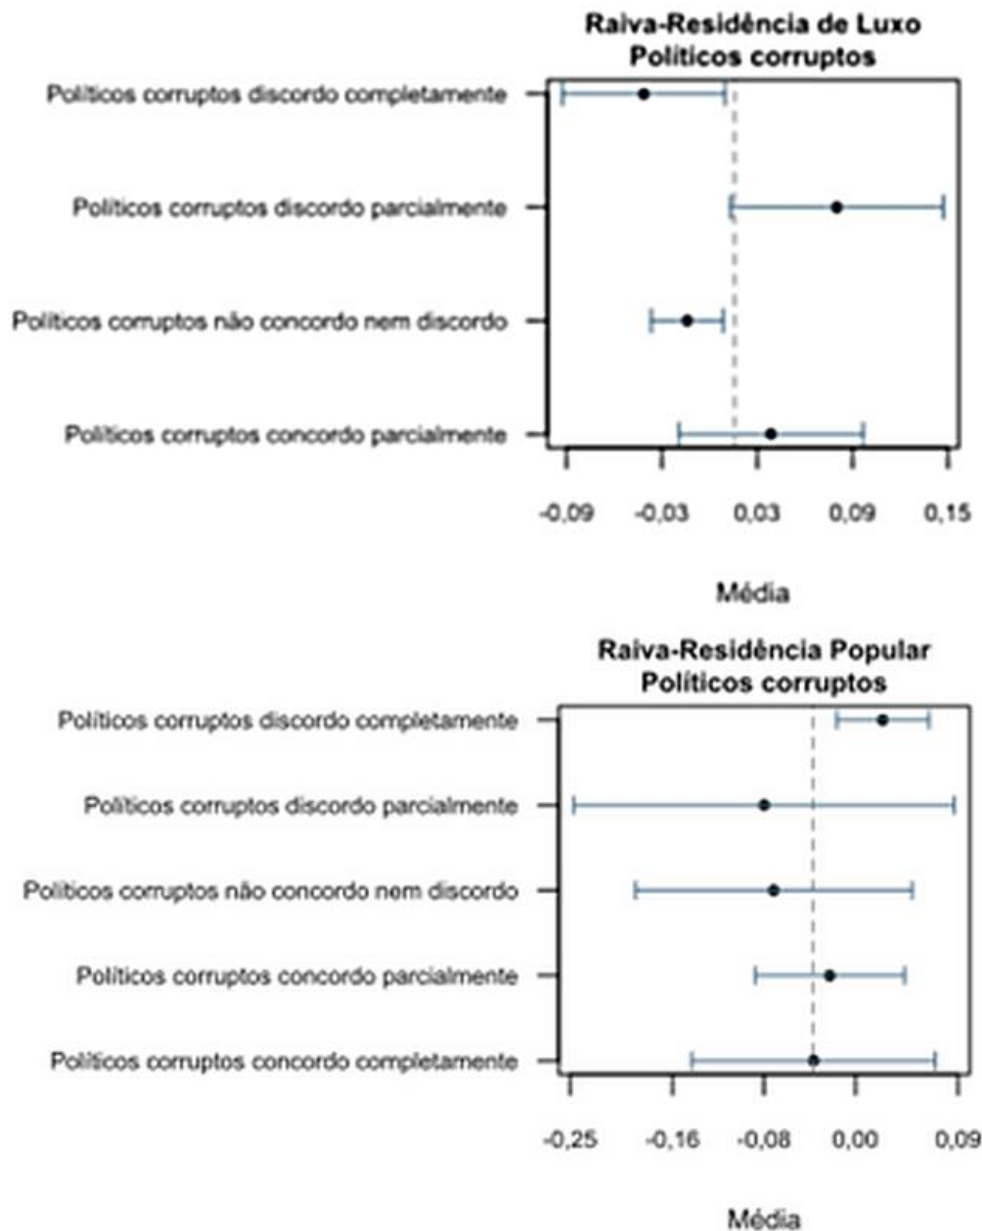 Raiva-Residência de Luxo
Políticos corruptos
Políticos corruptos discordo completamente
Políticos corruptos discordo parcialmente
Políticos corruptos não concordo nem discordo
Políticos corruptos concordo parcialmente
-0,09 -0,03 0,03 0,09 0,15
Média
Raiva-Residência Popular
Políticos corruptos
Políticos corruptos discordo completamente
Políticos corruptos discordo parcialmente
Políticos corruptos não concordo nem discordo
Políticos corruptos concordo parcialmente
Políticos corruptos concordo completamente
-0,25 -0,16 -0,08 0,00 0,09
Média